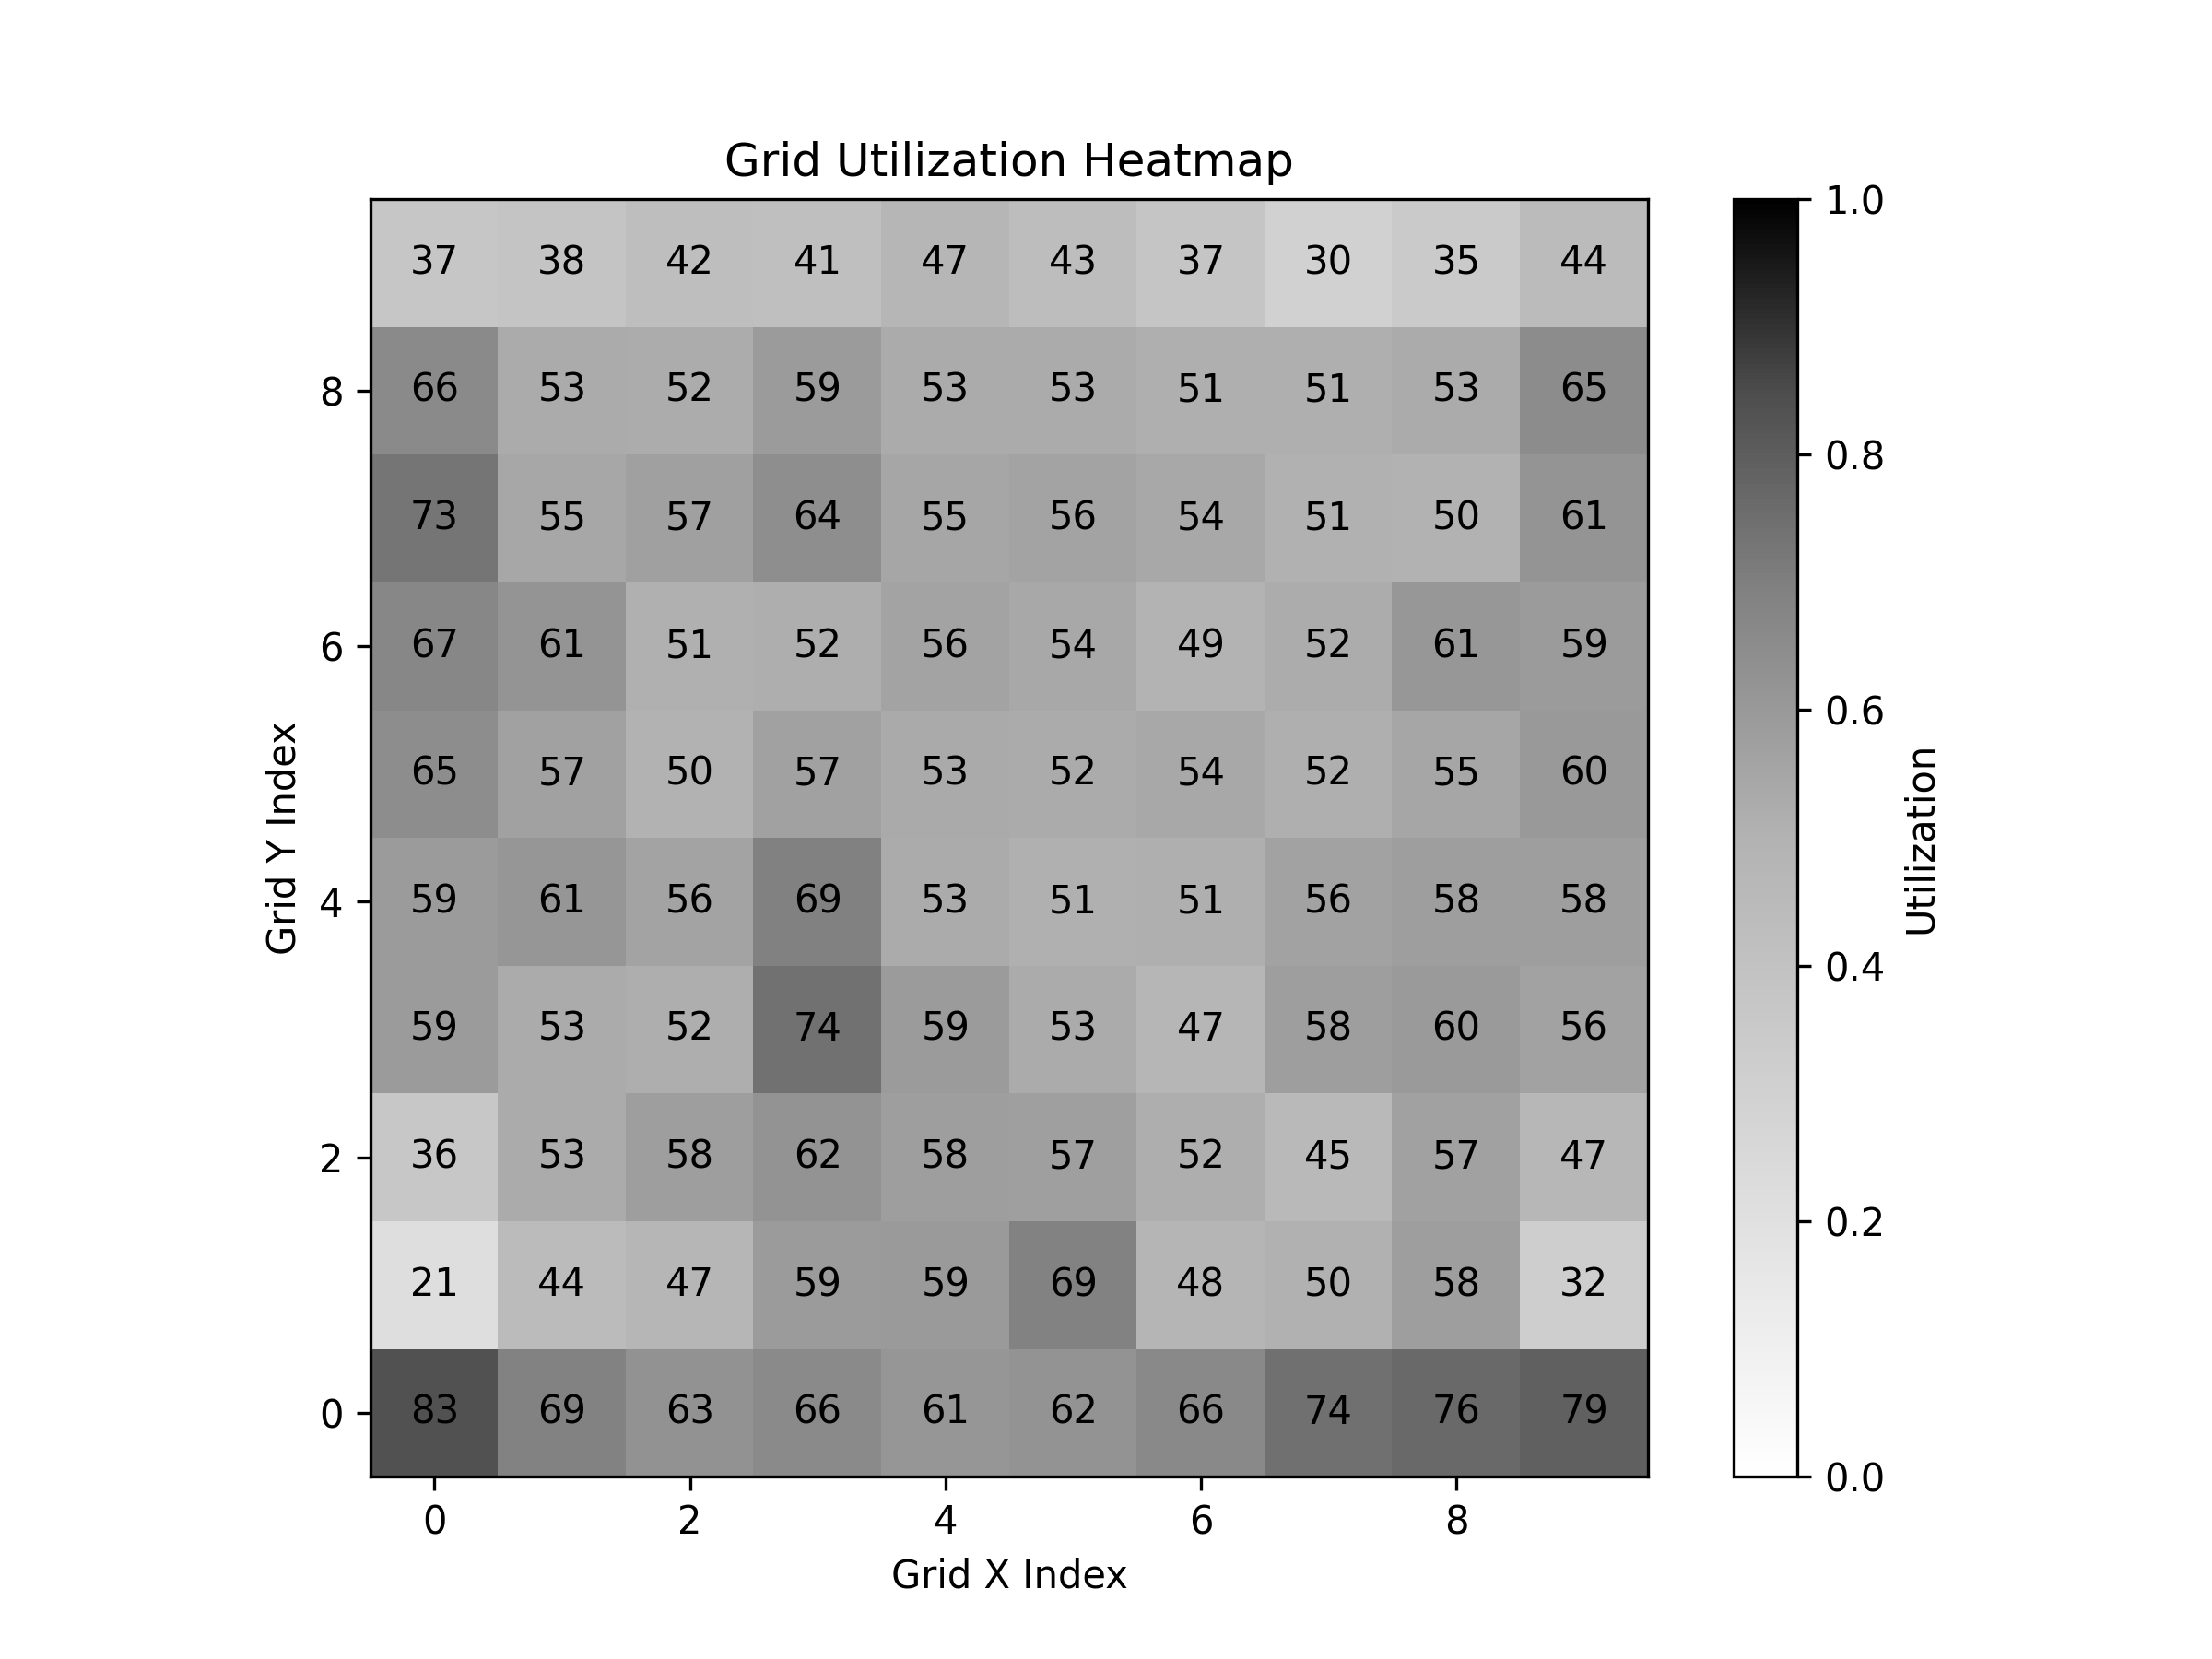 Grid Utilization Heatmap
37 38 42 41 47 43 37 30 35 44
8 66 53 52 59 53 53 51 51 53 65
73 55 57 64 55 56 54 51 50 61
6 67 61 51 52 56 54 49 52 61 59
65 57 50 57 53 52 54 52 55 60
4 59 61 56 69 53 51 51 56 58 58
59 53 52 74 59 53 47 58 60 56
2 36 53 58 62 58 57 52 45 57 47
21 44 47 59 59 69 48 50 58 32
0 83 69 63 66 61 62 66 74 76 79
0 2 4 6 8
Grid X Index
Grid Y Index
1.0
0.8
0.6
0.4
0.2
0.0
Utilization